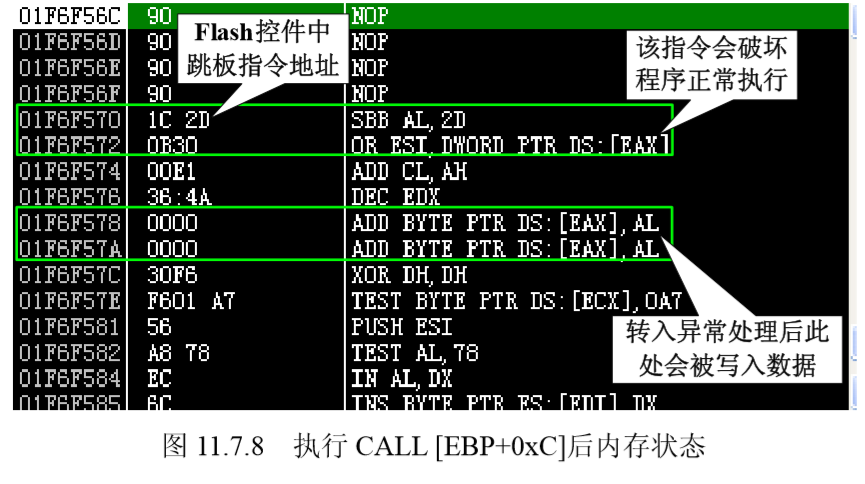 01F6F56C 90 NOP
01F6F56D 90 NOP
01F6F56E 90 NOP
01F6F56F 90 NOP
01F6F570 1C 2D SBB AL,2D
01F6F572 0B30 OR ESI,DWORD PTR DS:[EAX]
01F6F574 00E1 ADD CL,AH
01F6F576 36:4A DEC EDX
01F6F578 0000 ADD BYTE PTR DS:[EAX],AL
01F6F57A 0000 ADD BYTE PTR DS:[EAX],AL
01F6F57C 30F6 XOR DH,DH
01F6F57E F601 A7 TEST BYTE PTR DS:[ECX],0A7
01F6F581 56 PUSH ESI
01F6F582 A8 78 TEST AL,78
01F6F584 EC IN AL,DX
01F6F585 6C INS BYTE PTR ES:[EDI],DX
Flash控件中
跳板指令地址
该指令会破坏
程序正常执行
转入异常处理后此
处会被写入数据
图 11.7.8 执行 CALL [EBP+0xC]后内存状态